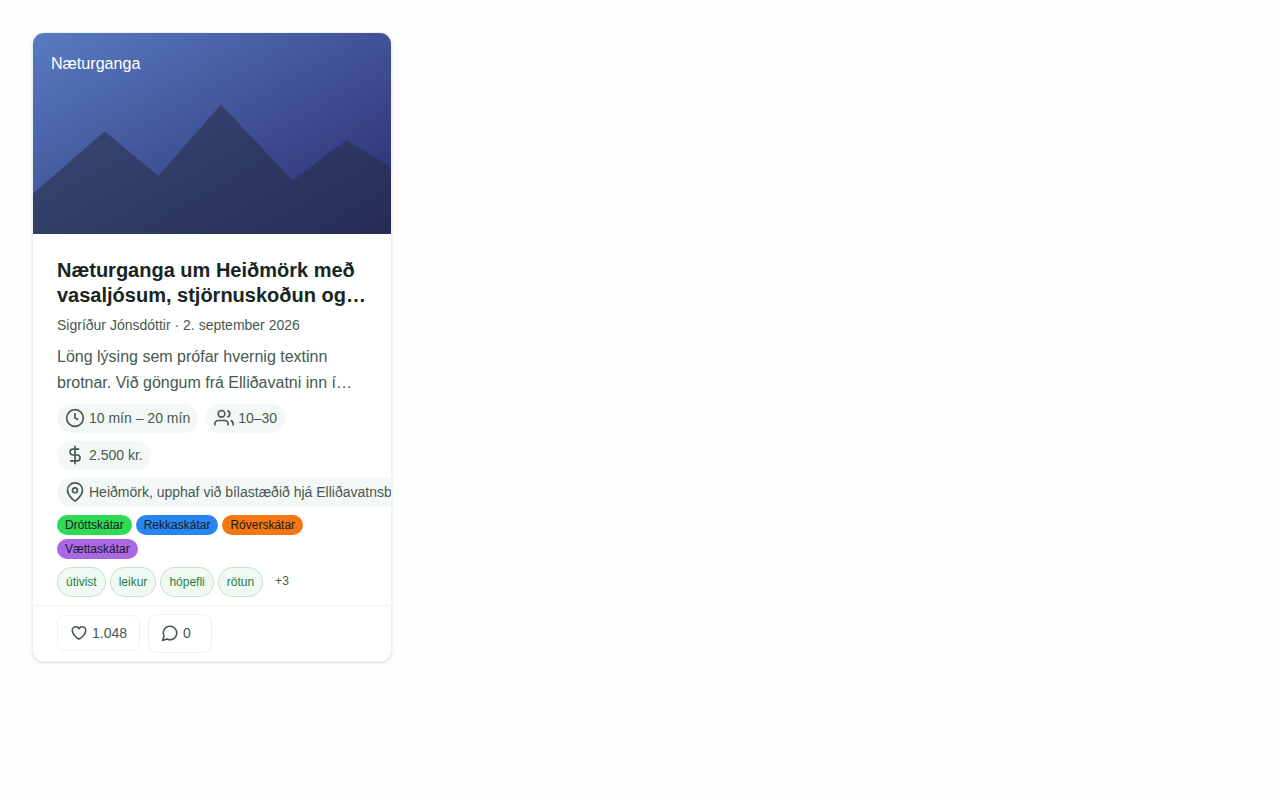 Næturganga
Næturganga um Heiðmörk með
vasaljósum, stjörnuskoðun og…
Sigríður Jónsdóttir · 2. september 2026
Löng lýsing sem prófar hvernig textinn
brotnar. Við göngum frá Elliðavatni inn í…
10 mín – 20 mín 10–30
2.500 kr.
Heiðmörk, upphaf við bílastæðið hjá Elliðavatnsb
Dróttskátar Rekkaskátar Róverskátar
Vættaskátar
útivist leikur hópefli rötun +3
1.048 0